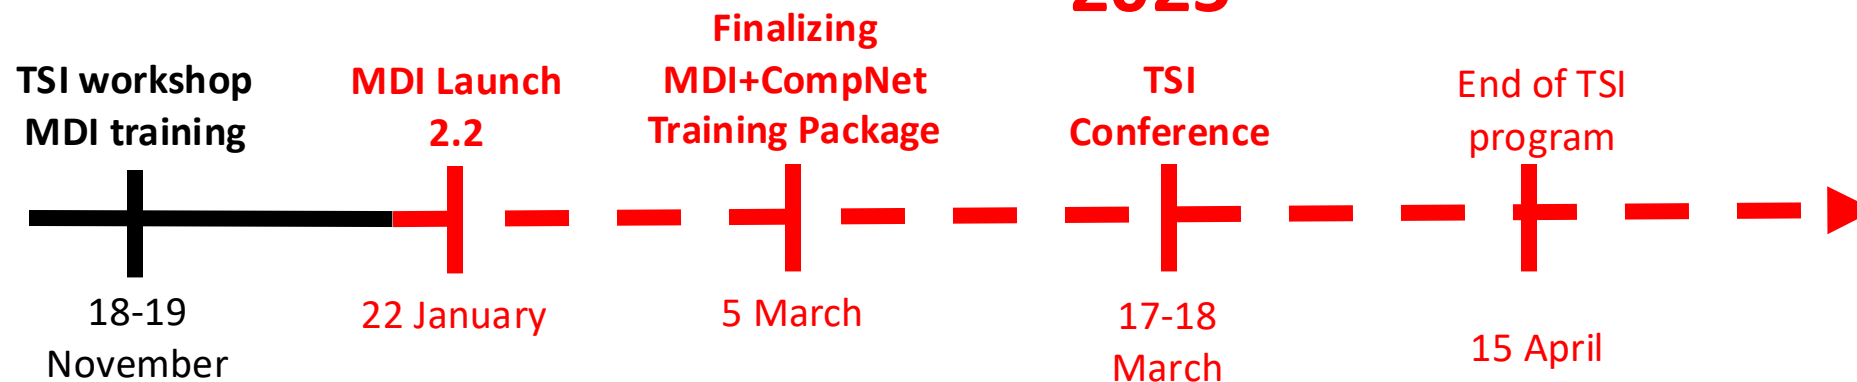 TSI workshop
MDI training
18-19
November
MDI Launch
2.2
22 January
Finalizing
MDI+CompNet
Training Package
5 March
TSI
Conference
17-18
March
End of TSI
program
15 April